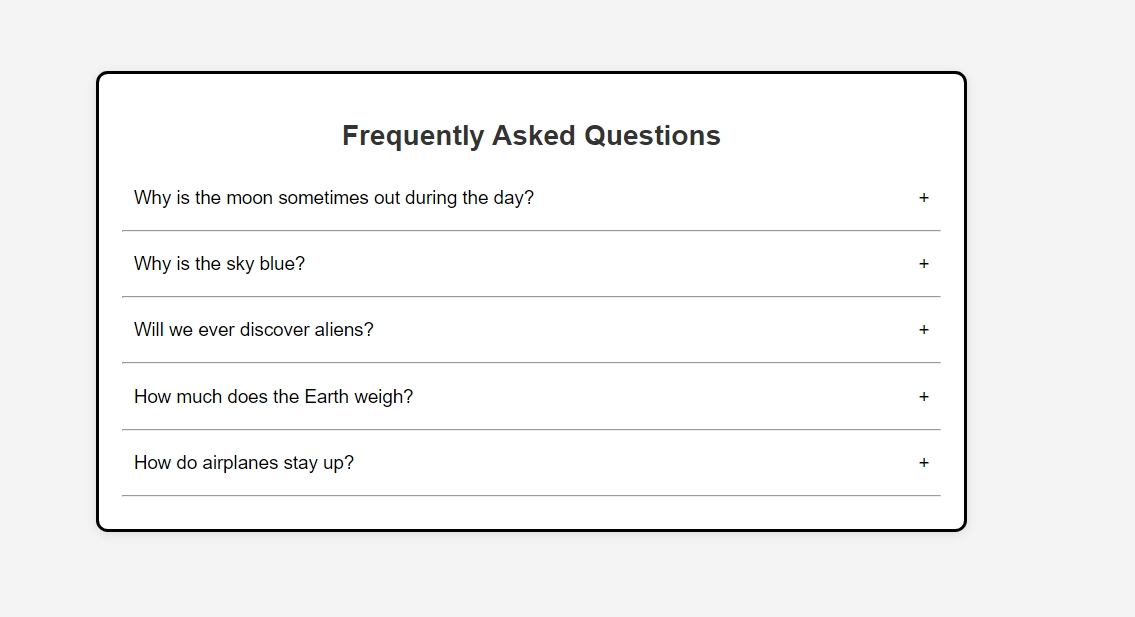 Frequently Asked Questions
Why is the moon sometimes out during the day? +
Why is the sky blue? +
Will we ever discover aliens? +
How much does the Earth weigh? +
How do airplanes stay up? +